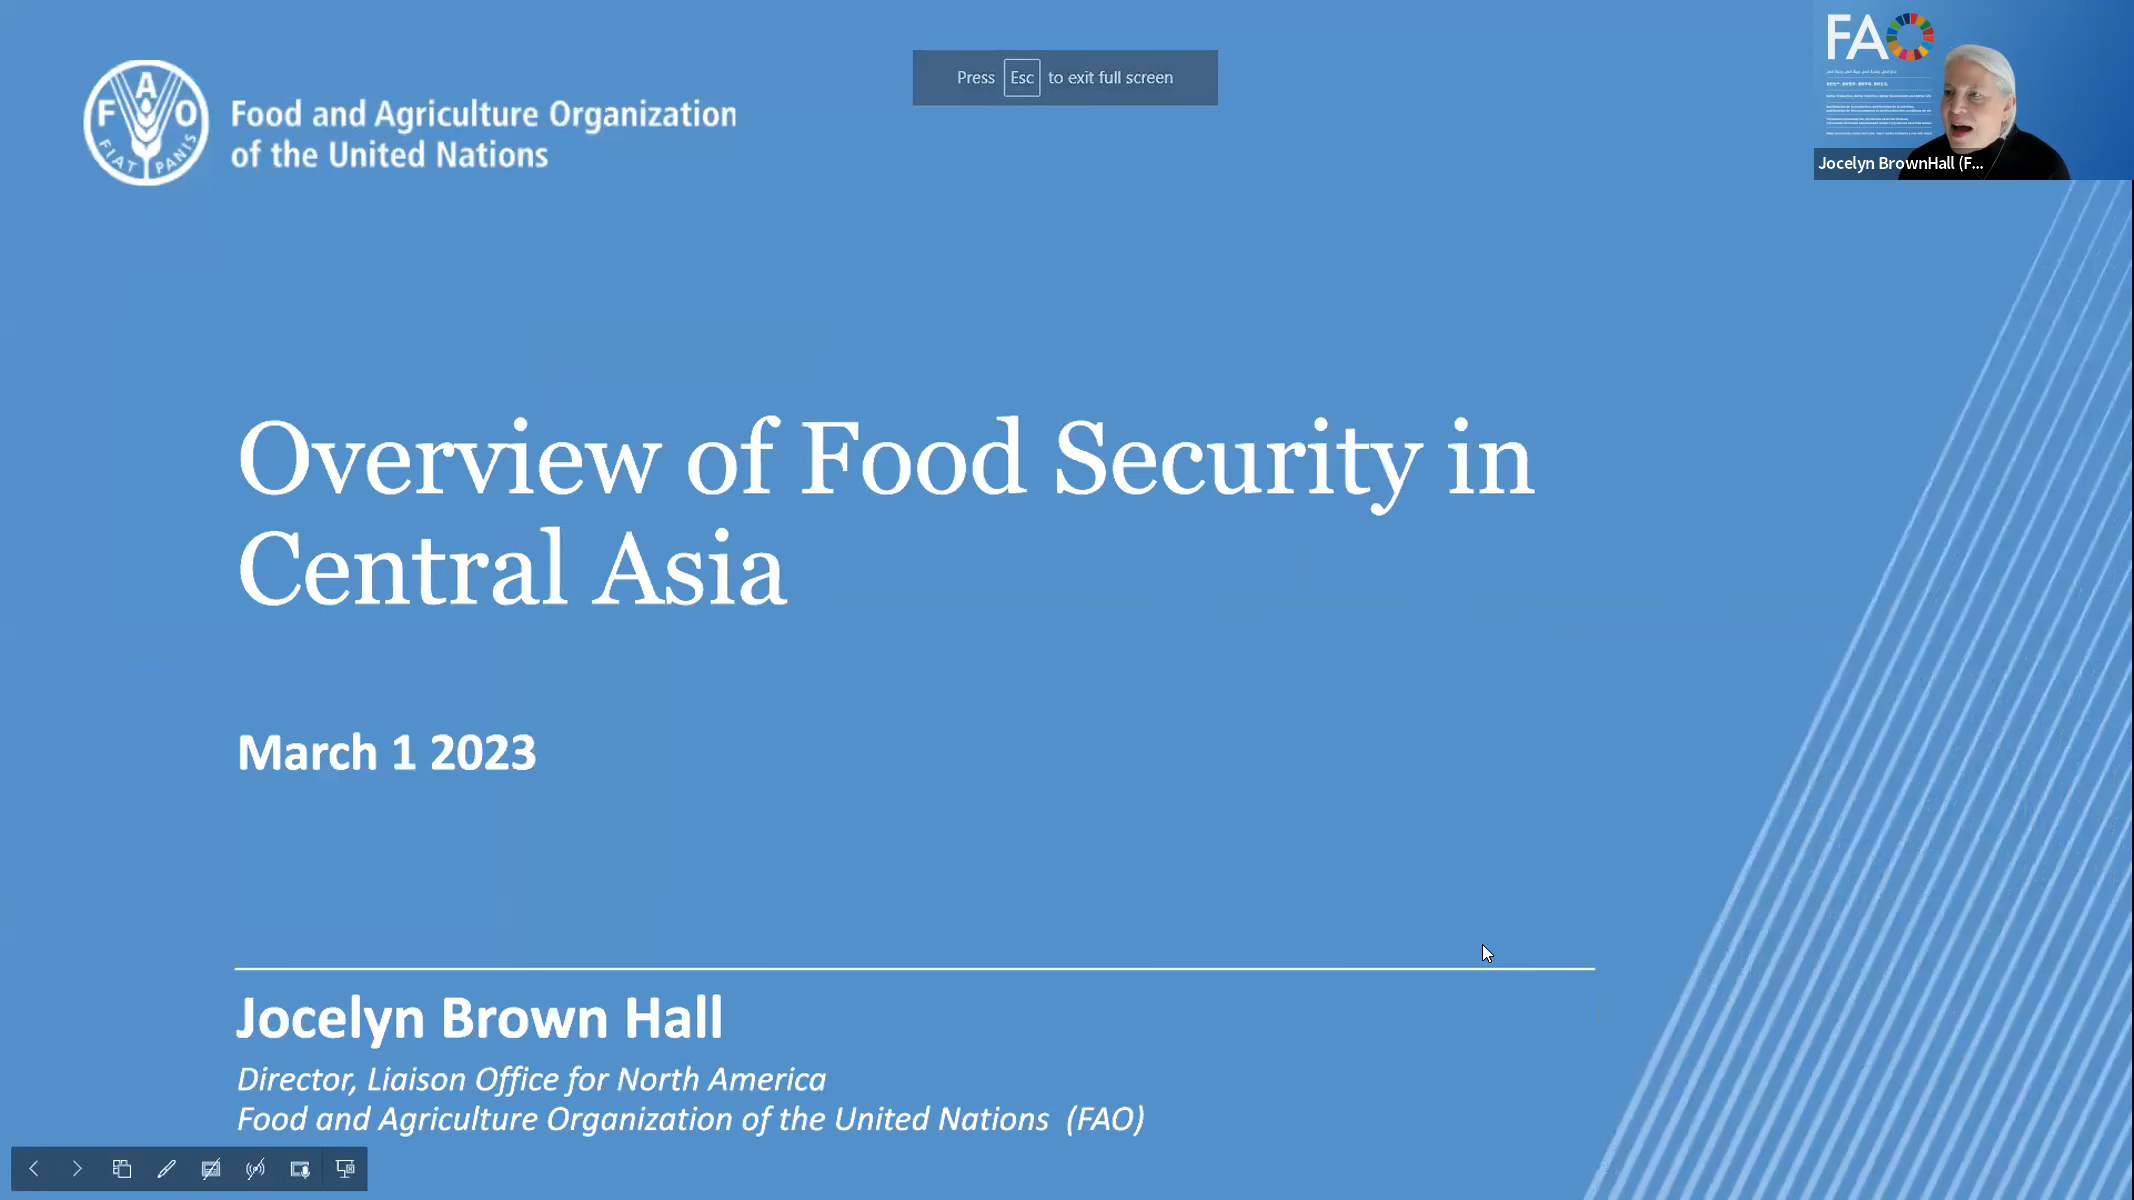 FAO
FIAT PANIS
Food and Agriculture Organization
of the United Nations
Press Esc to exit full screen
FAO
Jocelyn BrownHall (F...
Overview of Food Security in
Central Asia
March 1 2023
Jocelyn Brown Hall
Director, Liaison Office for North America
Food and Agriculture Organization of the United Nations (FAO)